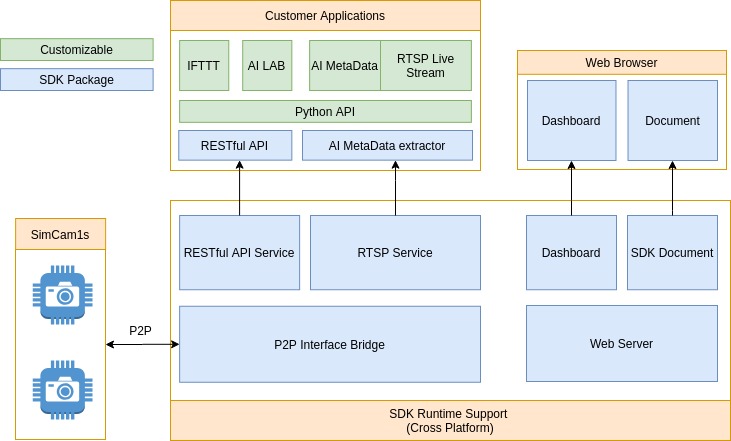 Customer Applications
Customizable
SDK Package
IFTTT
AI LAB
AI MetaData
RTSP Live
Stream
Python API
RESTful API
AI MetaData extractor
Web Browser
Dashboard
Document
SimCam1s
P2P
RESTful API Service
RTSP Service
Dashboard
SDK Document
P2P Interface Bridge
Web Server
SDK Runtime Support
(Cross Platform)